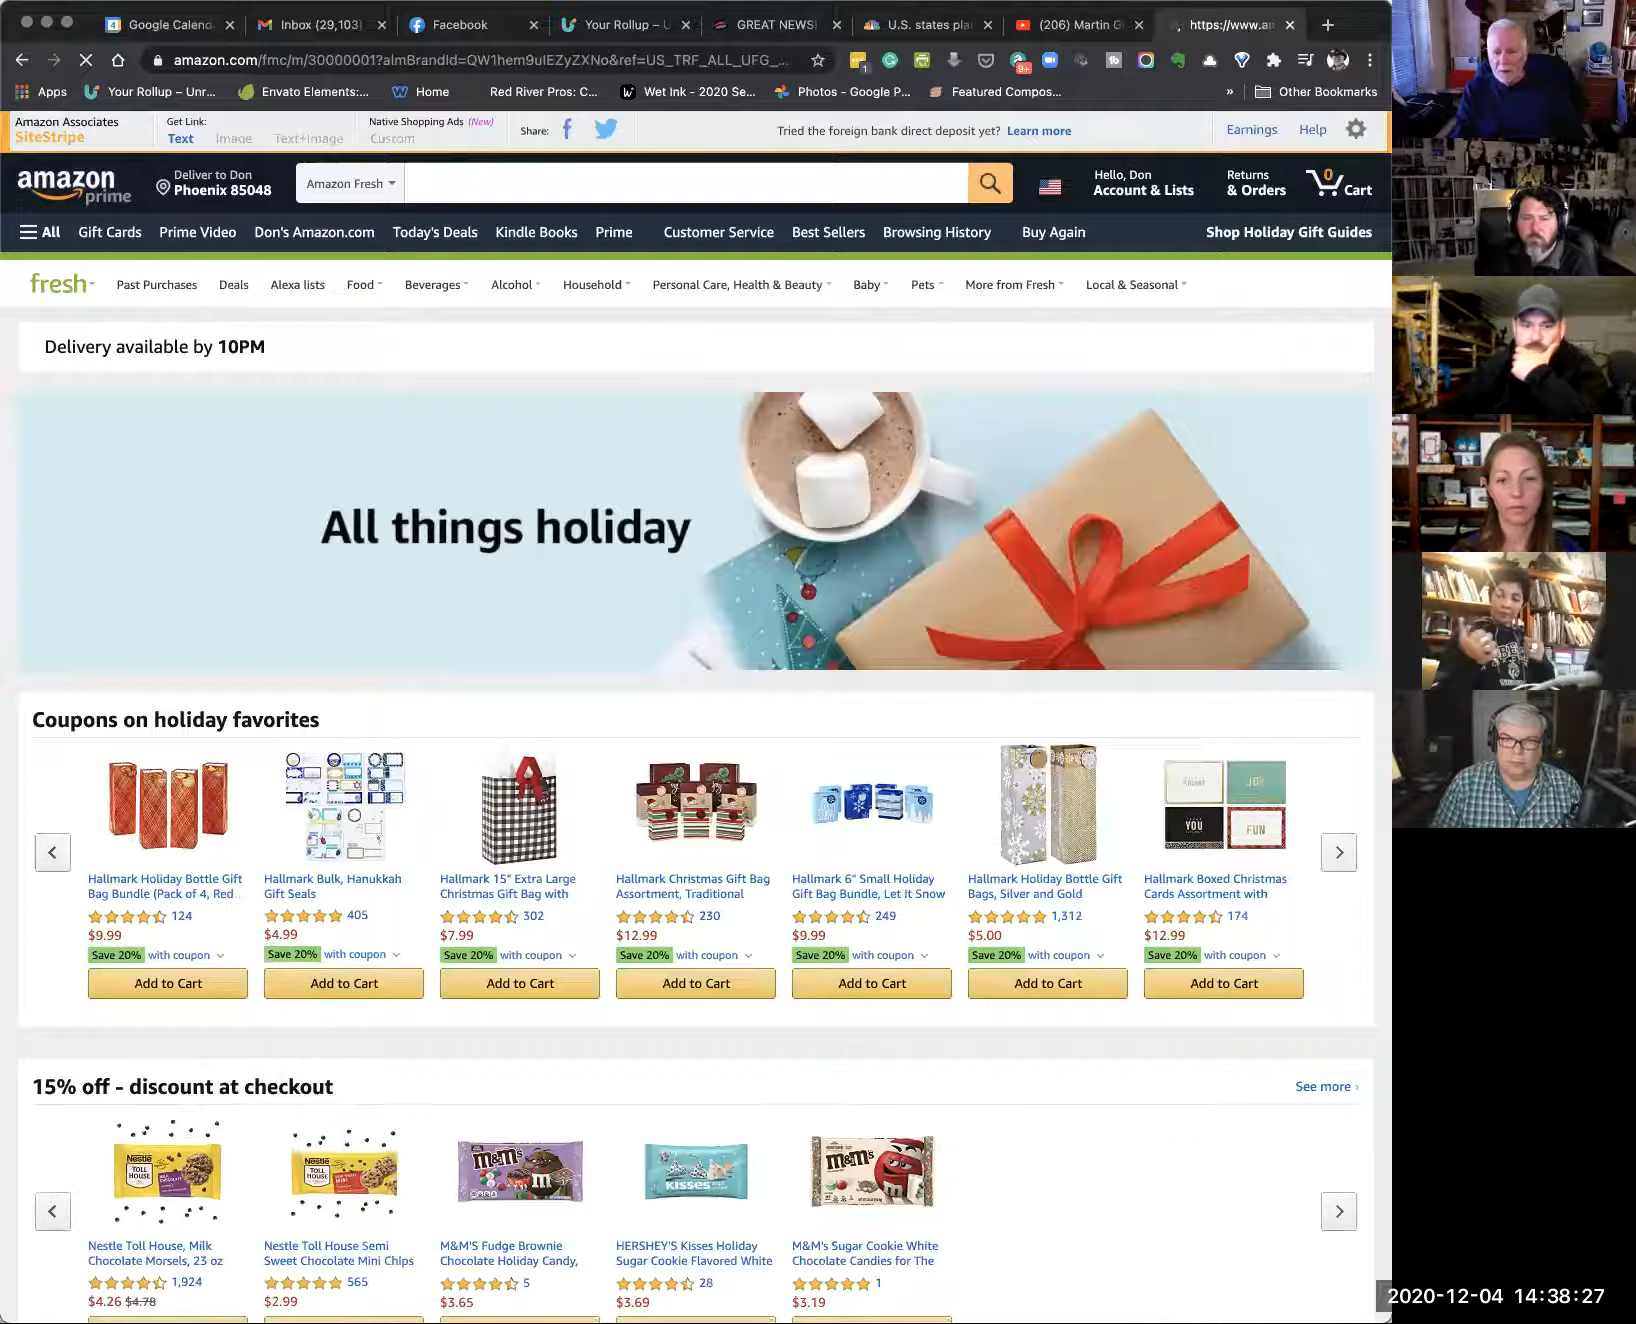 Google Calend
Inbox (29,103)
Facebook
Your Rollup – U
GREAT NEWS!
U.S. states pla
(206) Martin G
https://www.am
amazon.com/fmc/m/30000001?almBrandId=QW1hem9uIEZyZXNo&ref=US_TRF_ALL_UFG_...
Apps
Your Rollup – Unr...
Envato Elements:...
Home
Red River Pros: C...
Wet Ink - 2020 Se...
Photos - Google P...
Featured Compos...
»
Other Bookmarks
Amazon Associates
SiteStripe
Get Link:
Text Image Text+Image
Native Shopping Ads (New)
Custom
Share:
Tried the foreign bank direct deposit yet? Learn more
Earnings Help
amazon
prime
Deliver to Don
Phoenix 85048
Amazon Fresh
Hello, Don
Account & Lists
Returns
& Orders
0
Cart
All Gift Cards Prime Video Don's Amazon.com Today's Deals Kindle Books Prime Customer Service Best Sellers Browsing History Buy Again Shop Holiday Gift Guides
fresh Past Purchases Deals Alexa lists Food Beverages Alcohol Household Personal Care, Health & Beauty Baby Pets More from Fresh Local & Seasonal
Delivery available by 10PM
All things holiday
Coupons on holiday favorites
Hallmark Holiday Bottle Gift
Bag Bundle (Pack of 4, Red...
124
$9.99
Save 20% with coupon
Add to Cart
Hallmark Bulk, Hanukkah
Gift Seals
405
$4.99
Save 20% with coupon
Add to Cart
Hallmark 15" Extra Large
Christmas Gift Bag with
302
$7.99
Save 20% with coupon
Add to Cart
Hallmark Christmas Gift Bag
Assortment, Traditional
230
$12.99
Save 20% with coupon
Add to Cart
Hallmark 6" Small Holiday
Gift Bag Bundle, Let It Snow
249
$9.99
Save 20% with coupon
Add to Cart
Hallmark Holiday Bottle Gift
Bags, Silver and Gold
1,312
$5.00
Save 20% with coupon
Add to Cart
JOY
YOU
FUN
Hallmark Boxed Christmas
Cards Assortment with
174
$12.99
Save 20% with coupon
Add to Cart
15% off - discount at checkout
See more ›
Nestle
TOLL
HOUSE
Nestle Toll House, Milk
Chocolate Morsels, 23 oz
1,924
$4.26 $4.78
Nestle
TOLL
HOUSE
Nestle Toll House Semi
Sweet Chocolate Mini Chips
565
$2.99
m&m's
M&M'S Fudge Brownie
Chocolate Holiday Candy,
5
$3.65
KISSES
HERSHEY'S Kisses Holiday
Sugar Cookie Flavored White
28
$3.69
m&m's
M&M's Sugar Cookie White
Chocolate Candies for The
1
$3.19
2020-12-04 14:38:27